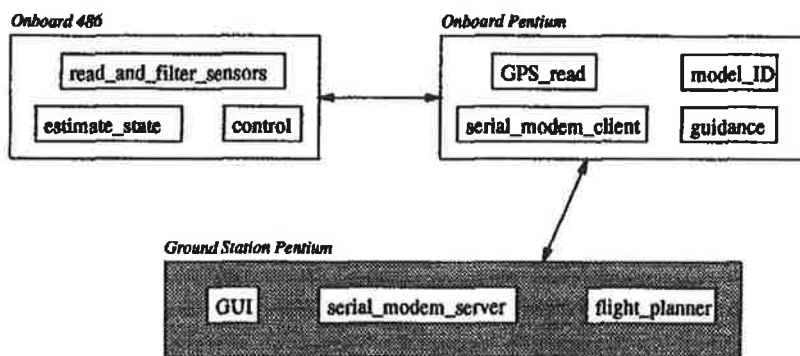 Onboard 486
Onboard Pentium
read_and_filter_sensors
GPS_read
model_ID
estimate_state
control
serial_modem_client
guidance
Ground Station Pentium
GUI
serial_modem_server
flight_planner